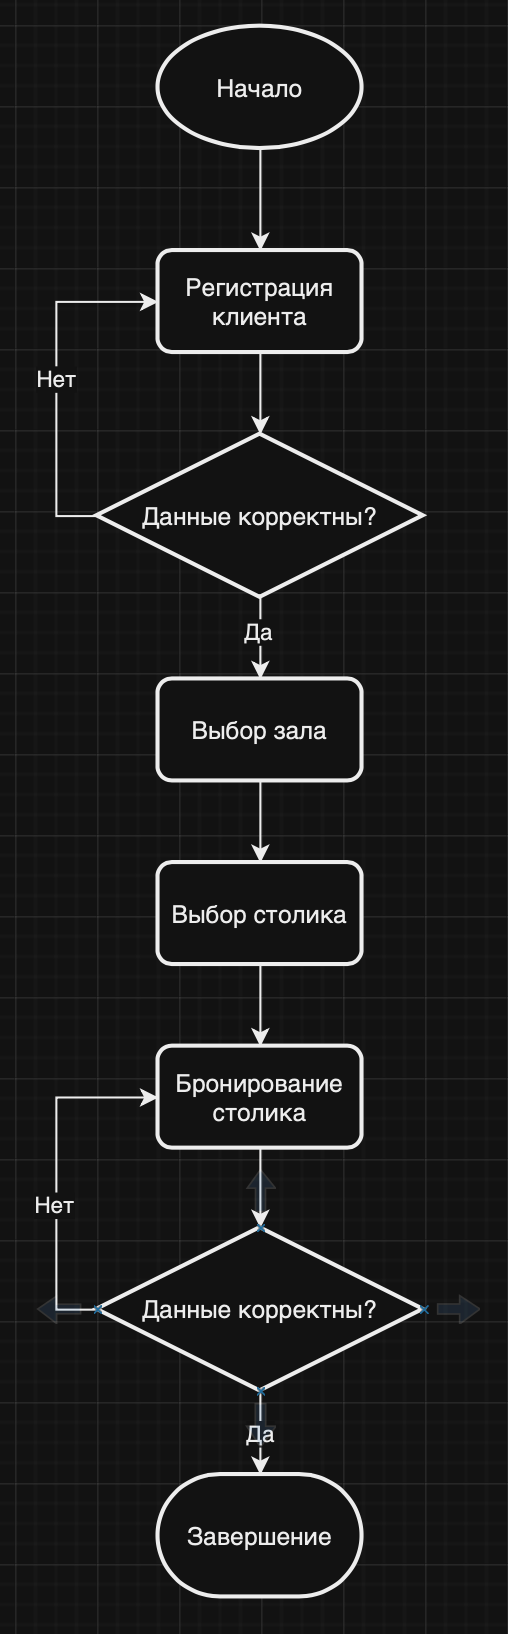 Начало
Регистрация
клиента
Нет
Данные корректны?
Да
Выбор зала
Выбор столика
Бронирование
столика
Нет
Данные корректны?
Да
Завершение